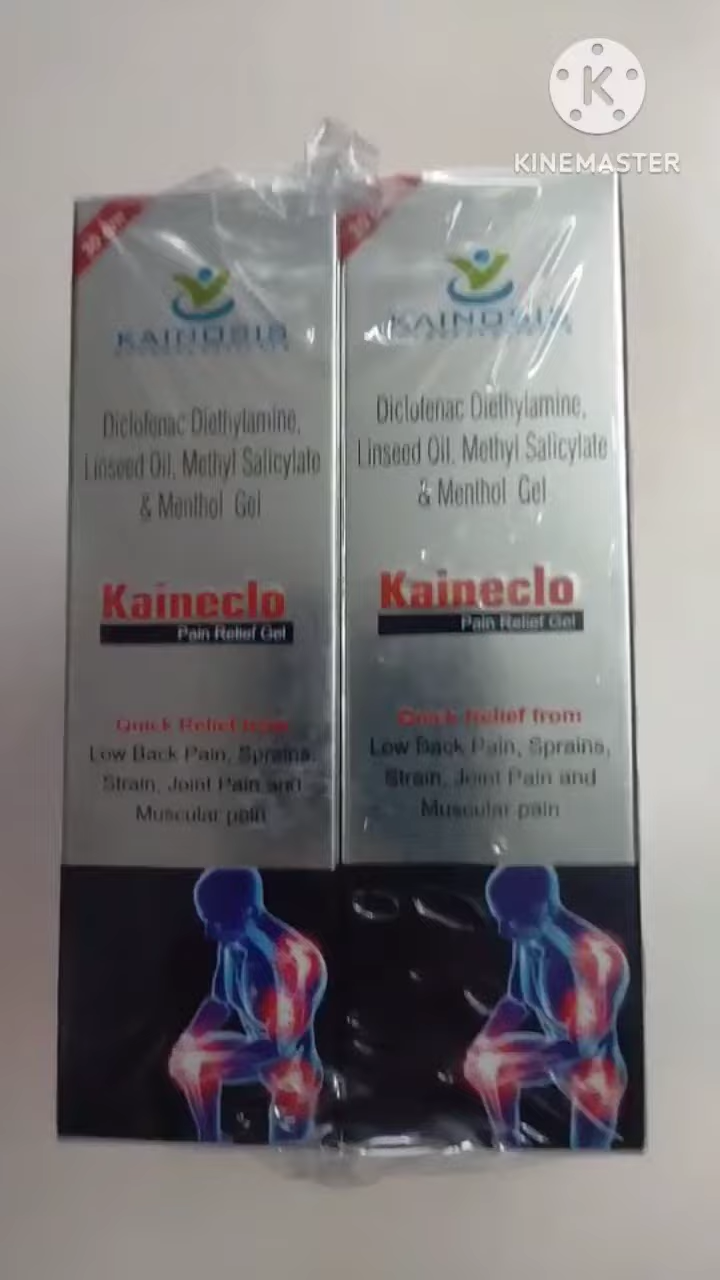 K
KINEMASTER
30 gm
KAINOSIS
Diclofenac Diethylamine,
Linseed Oil, Methyl Salicylate
& Menthol Gel
Kaineclo
Pain Relief Gel
Quick Relief from
Low Back Pain, Sprains,
Strain, Joint Pain and
Muscular pain
KAINOSIS
Diclofenac Diethylamine,
Linseed Oil, Methyl Salicylate
& Menthol Gel
Kaineclo
Pain Relief Gel
Quick Relief from
Low Back Pain, Sprains,
Strain, Joint Pain and
Muscular pain